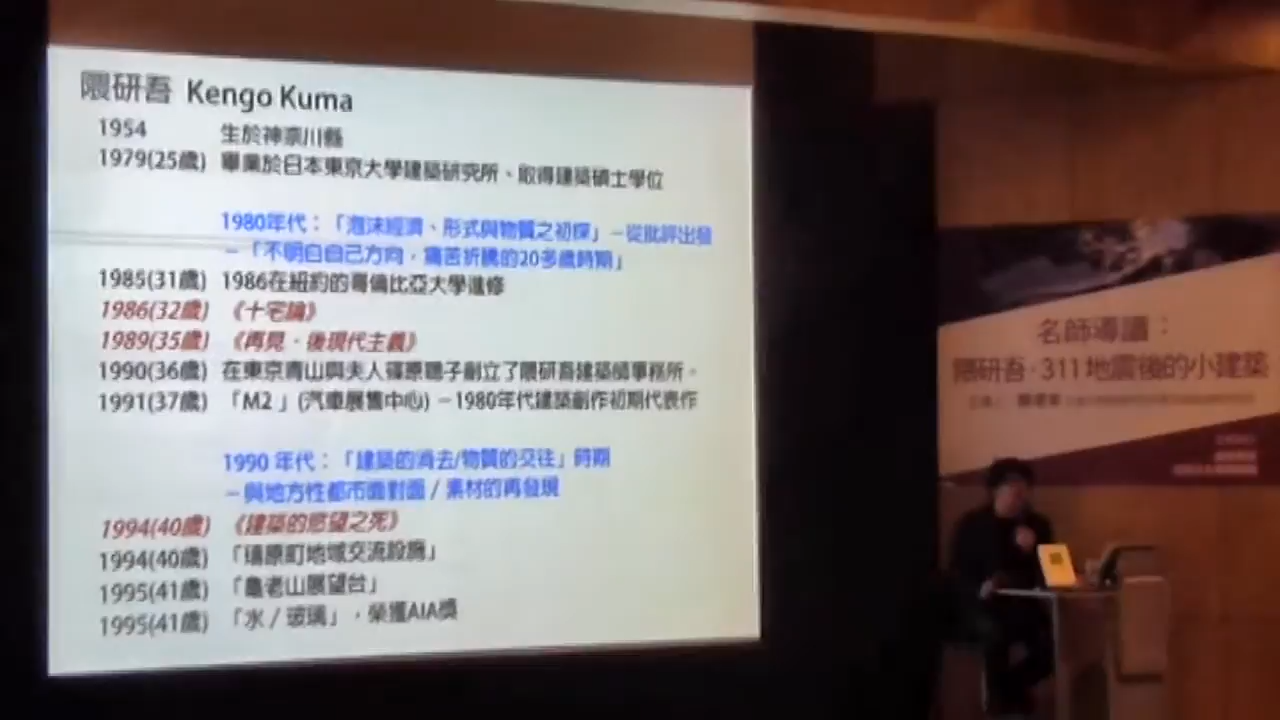 隈研吾 Kengo Kuma
1954 生於神奈川縣
1979(25歲) 畢業於日本東京大學建築研究所、取得建築碩士學位
1980年代：「泡沫經濟、形式與物質之初探」－從批評出發
－「不明白自己方向，痛苦折騰的20多歲時期」
1985(31歲) 1986在紐約的哥倫比亞大學進修
1986(32歲) 《十宅論》
1989(35歲) 《再見．後現代主義》
1990(36歲) 在東京青山與夫人篠原聰子創立了隈研吾建築師事務所。
1991(37歲) 「M2」(汽車展售中心) －1980年代建築創作初期代表作
1990 年代：「建築的消去/物質的交往」時期
－與地方性都市面對面 / 素材的再發現
1994(40歲) 《建築的慾望之死》
1994(40歲) 「檮原町地域交流設施」
1995(41歲) 「龜老山展望台」
1995(41歲) 「水 / 玻璃」，榮獲AIA獎
名師導讀：
隈研吾．311地震後的小建築